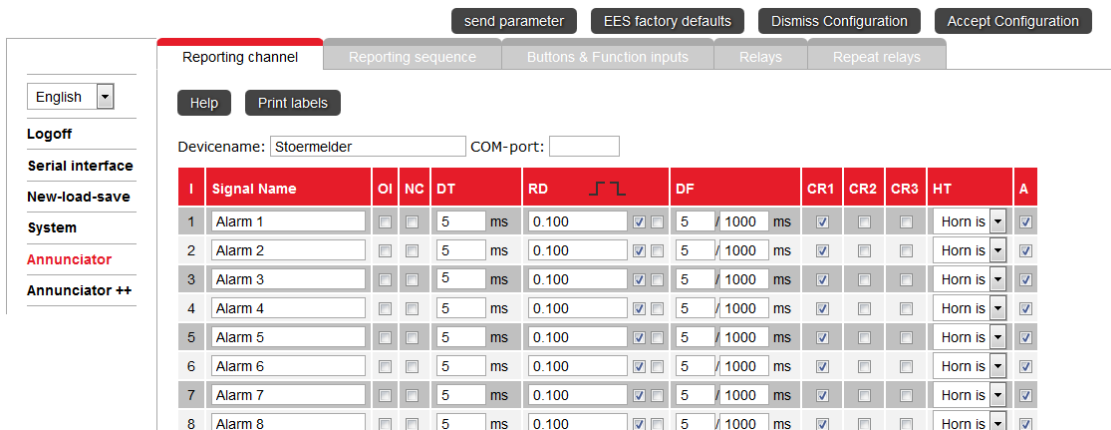 send parameter EES factory defaults Dismiss Configuration Accept Configuration
Reporting channel Reporting sequence Buttons & Function inputs Relays Repeat relays
English
Logoff
Serial interface
New-load-save
System
Annunciator
Annunciator ++
Help Print labels
Devicename: Stoermelder COM-port:
I Signal Name OI NC DT RD DF CR1 CR2 CR3 HT A
1 Alarm 1 5 ms 0.100 5 / 1000 ms Horn is
2 Alarm 2 5 ms 0.100 5 / 1000 ms Horn is
3 Alarm 3 5 ms 0.100 5 / 1000 ms Horn is
4 Alarm 4 5 ms 0.100 5 / 1000 ms Horn is
5 Alarm 5 5 ms 0.100 5 / 1000 ms Horn is
6 Alarm 6 5 ms 0.100 5 / 1000 ms Horn is
7 Alarm 7 5 ms 0.100 5 / 1000 ms Horn is
8 Alarm 8 5 ms 0.100 5 / 1000 ms Horn is